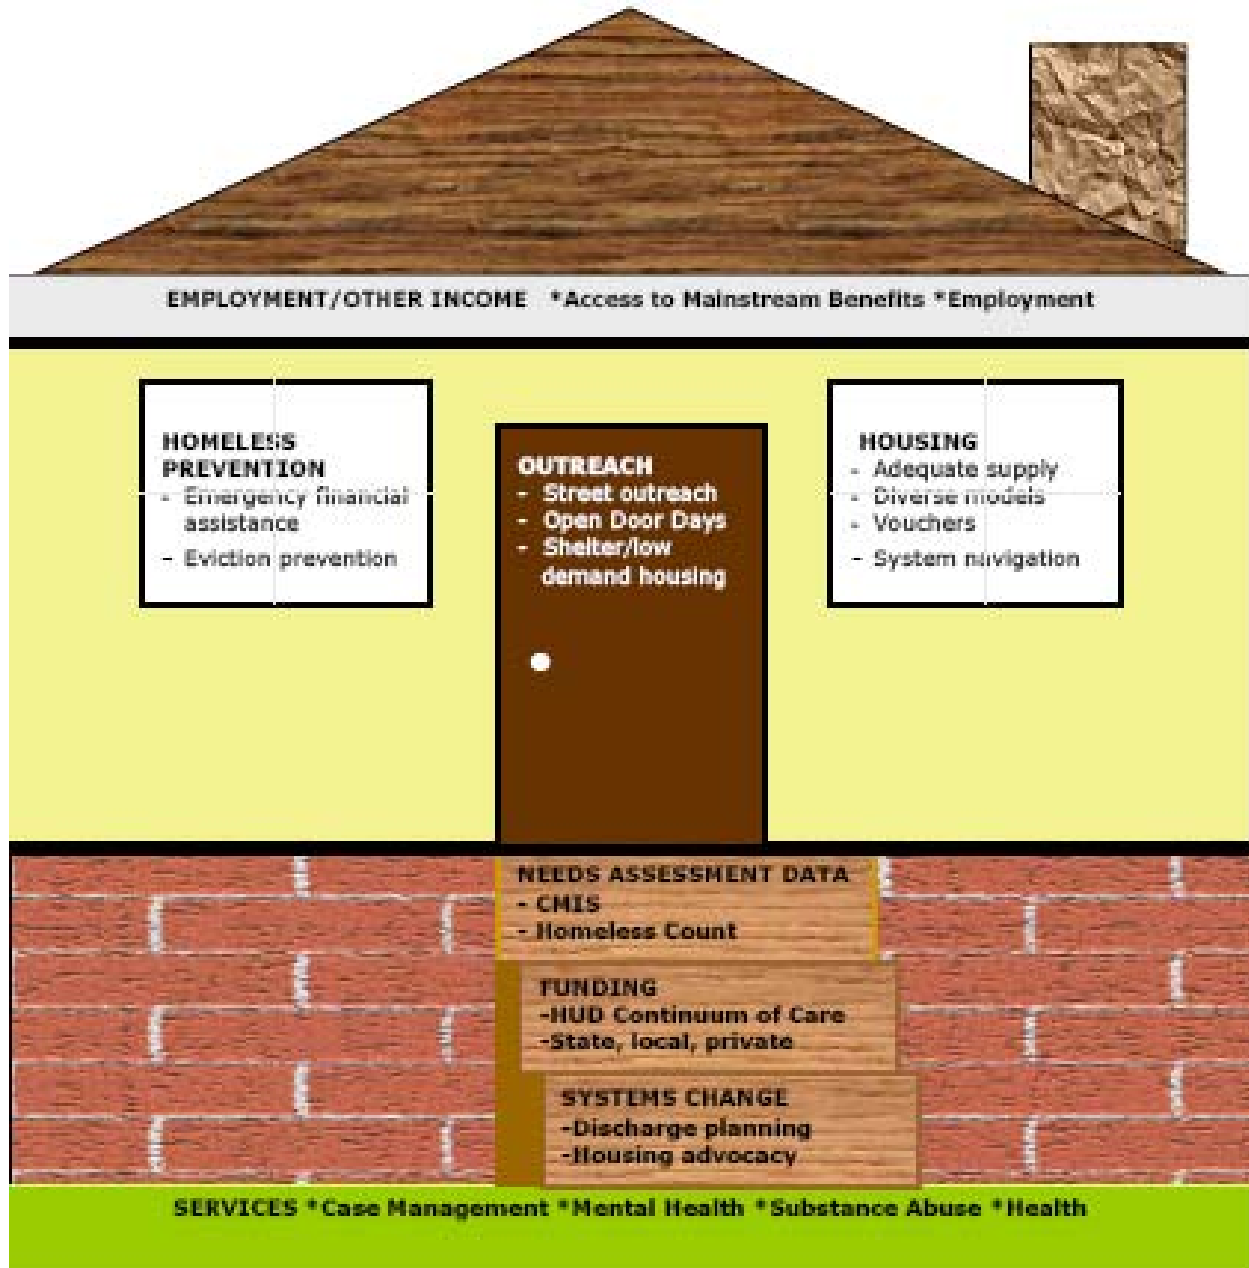 EMPLOYMENT/OTHER INCOME *Access to Mainstream Benefits *Employment
HOMELESS
PREVENTION
- Emergency financial
assistance
- Eviction prevention
OUTREACH
- Street outreach
- Open Door Days
- Shelter/low
demand housing
HOUSING
- Adequate supply
- Diverse models
- Vouchers
- System navigation
NEEDS ASSESSMENT DATA
- CMIS
- Homeless Count
FUNDING
-HUD Continuum of Care
-State, local, private
SYSTEMS CHANGE
-Discharge planning
-Housing advocacy
SERVICES *Case Management *Mental Health *Substance Abuse *Health